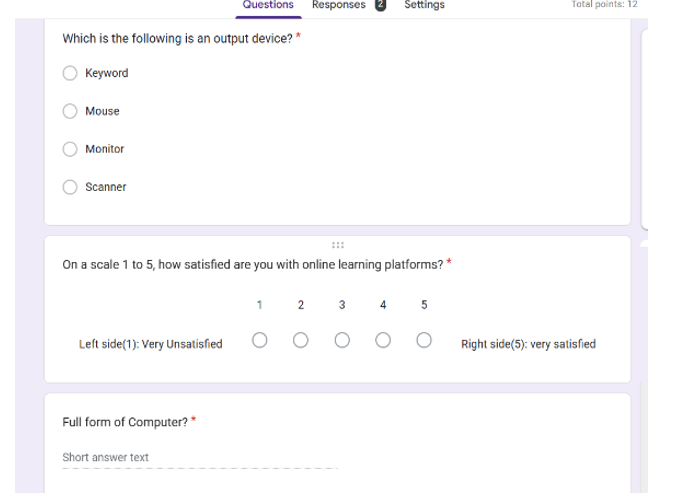 Questions Responses 2 Settings Total points: 12
Which is the following is an output device? *
Keyword
Mouse
Monitor
Scanner
On a scale 1 to 5, how satisfied are you with online learning platforms? *
1 2 3 4 5
Left side(1): Very Unsatisfied Right side(5): very satisfied
Full form of Computer? *
Short answer text